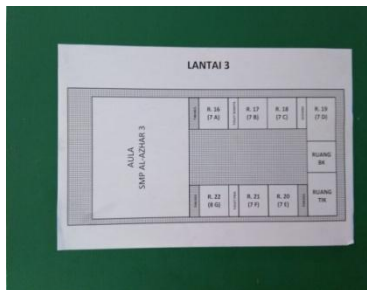 LANTAI 3
AULA
SMP AL-AZHAR 3
R. 16
(7 A)
R. 17
(7 B)
R. 18
(7 C)
R. 19
(7 D)
RUANG
BK
R. 22
(8 G)
R. 21
(7 F)
R. 20
(7 E)
RUANG
TIK